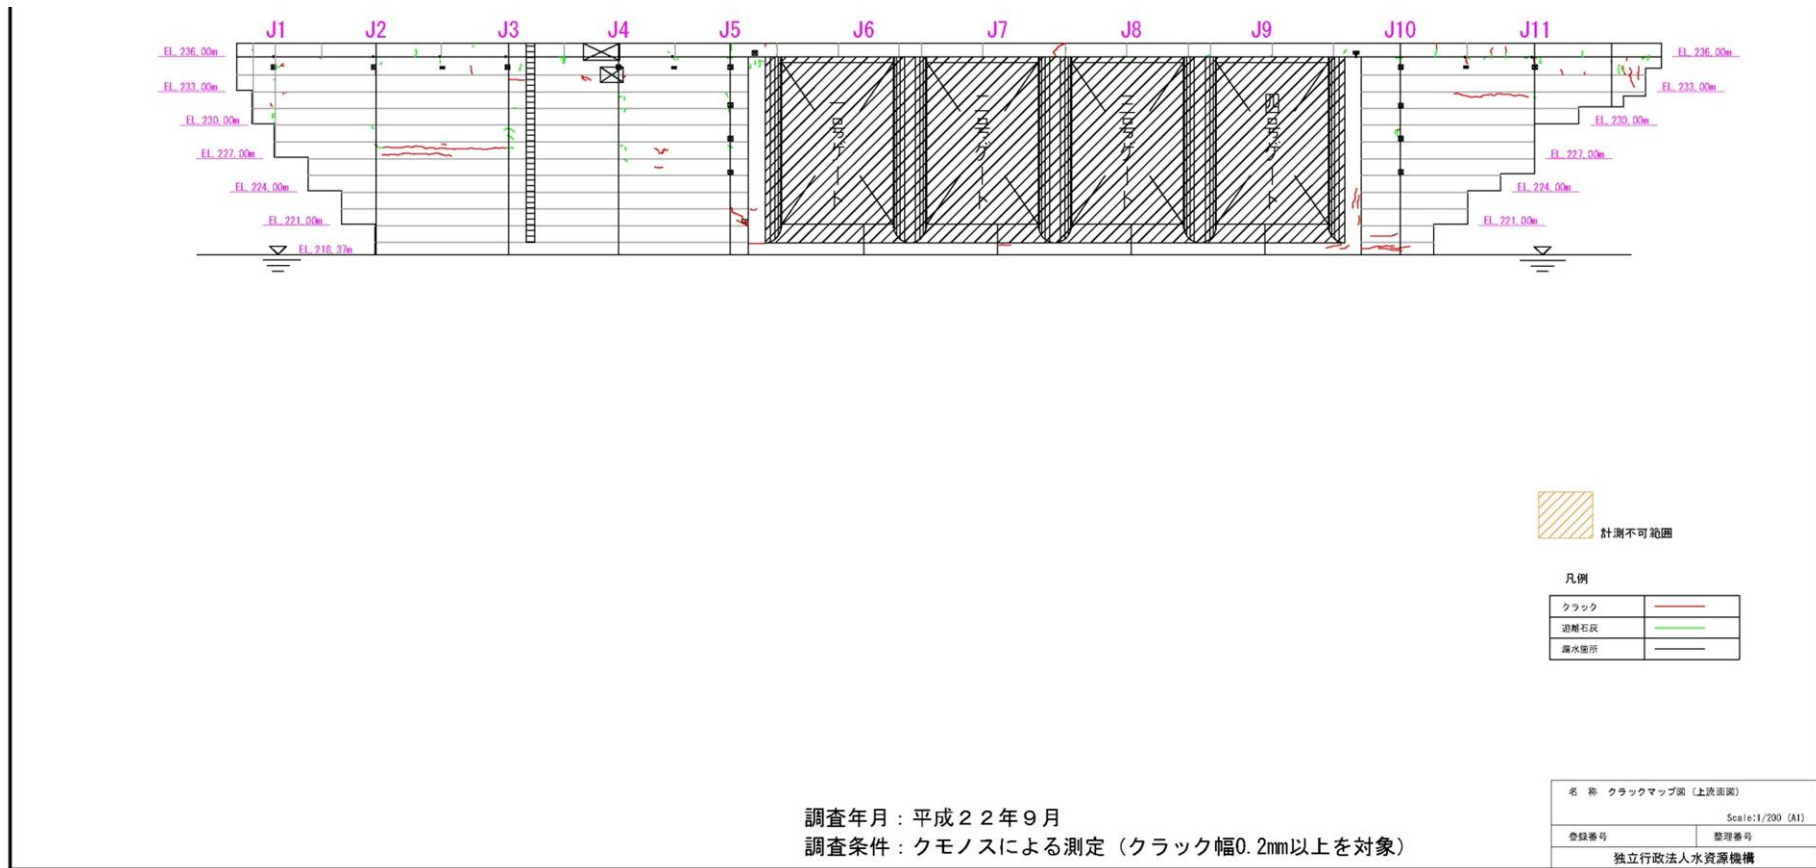 J1 J2 J3 J4 J5 J6 J7 J8 J9 J10 J11
EL. 236.00m
EL. 236.00m
EL. 233.00m
EL. 233.00m
EL. 230.00m
EL. 230.00m
EL. 227.00m
EL. 227.00m
EL. 224.00m
EL. 224.00m
EL. 221.00m
EL. 221.00m
EL. 218.37m
一号ゲート
二号ゲート
三号ゲート
四号ゲート
計測不可範囲
凡例
クラック
遊離石灰
漏水箇所
調査年月:平成22年9月
調査条件:クモノスによる測定(クラック幅0.2mm以上を対象)
名 称 クラックマップ図(上流面図)
Scale:1/200 (A1)
登録番号 整理番号
独立行政法人水資源機構